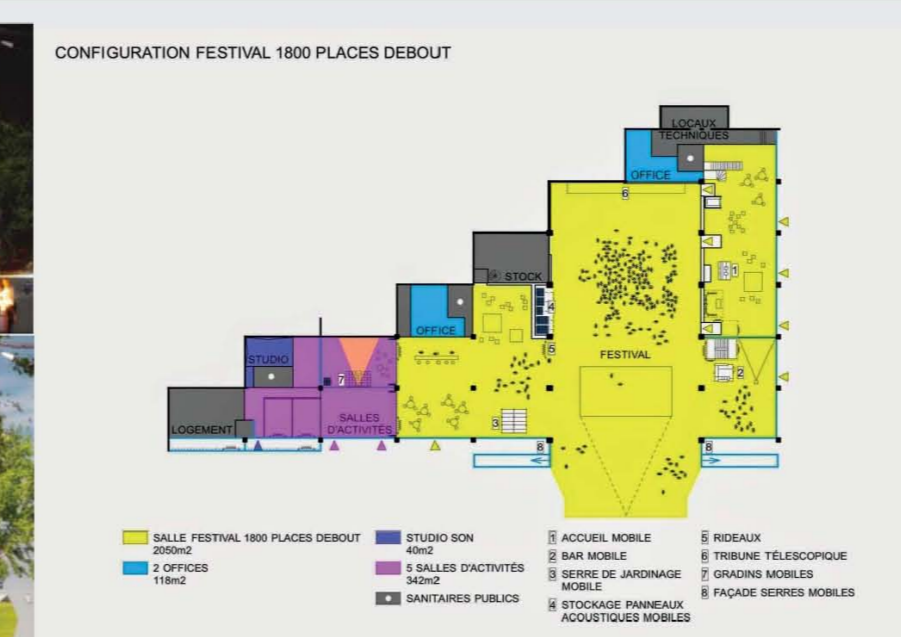 CONFIGURATION FESTIVAL 1800 PLACES DEBOUT
LOCAUX
TECHNIQUES
OFFICE
6
1
STOCK
4
OFFICE
5
FESTIVAL
STUDIO
7
2
SALLES
D'ACTIVITÉS
LOGEMENT
3
8
8
SALLE FESTIVAL 1800 PLACES DEBOUT
2050m2
2 OFFICES
118m2
STUDIO SON
40m2
5 SALLES D'ACTIVITÉS
342m2
SANITAIRES PUBLICS
1 ACCUEIL MOBILE
2 BAR MOBILE
3 SERRE DE JARDINAGE
MOBILE
4 STOCKAGE PANNEAUX
ACOUSTIQUES MOBILES
5 RIDEAUX
6 TRIBUNE TÉLESCOPIQUE
7 GRADINS MOBILES
8 FAÇADE SERRES MOBILES